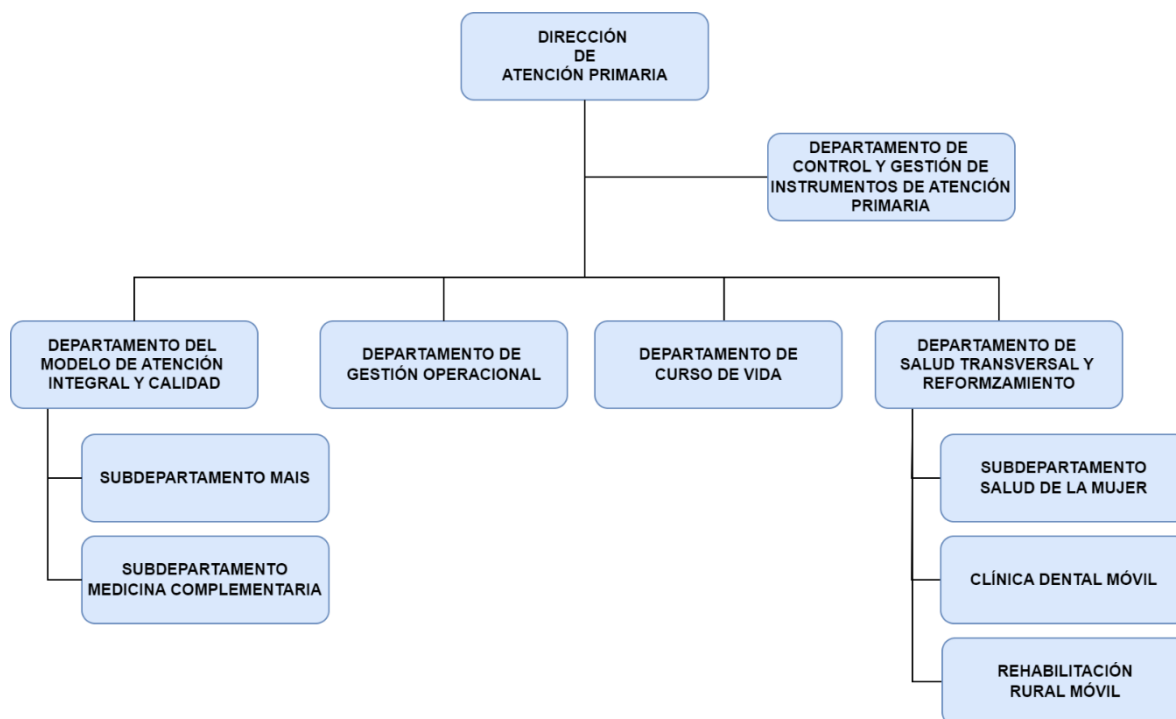 DIRECCIÓN
DE
ATENCIÓN PRIMARIA
DEPARTAMENTO DE
CONTROL Y GESTIÓN DE
INSTRUMENTOS DE ATENCIÓN
PRIMARIA
DEPARTAMENTO DEL
MODELO DE ATENCIÓN
INTEGRAL Y CALIDAD
DEPARTAMENTO DE
GESTIÓN OPERACIONAL
DEPARTAMENTO DE
CURSO DE VIDA
DEPARTAMENTO DE
SALUD TRANSVERSAL Y
REFORMZAMIENTO
SUBDEPARTAMENTO MAIS
SUBDEPARTAMENTO
MEDICINA COMPLEMENTARIA
SUBDEPARTAMENTO
SALUD DE LA MUJER
CLÍNICA DENTAL MÓVIL
REHABILITACIÓN
RURAL MÓVIL